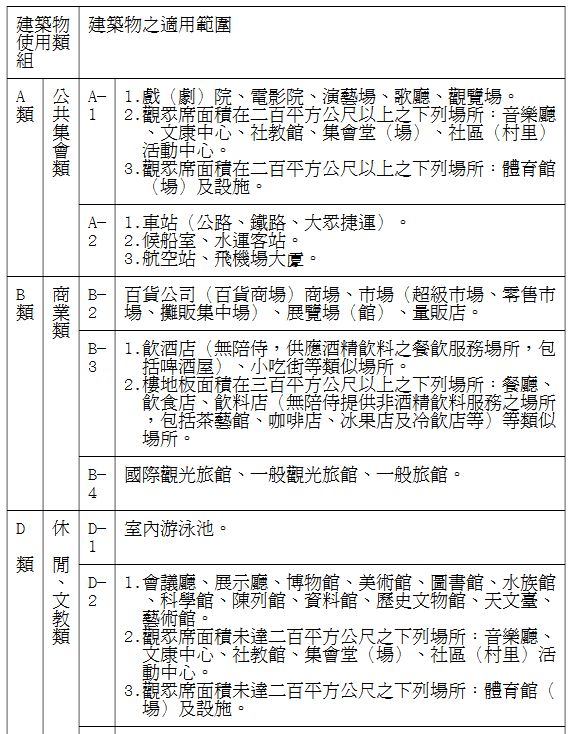 建築物
使用類
組
建築物之適用範圍
A
類
公共集會類
A-
1
1.戲（劇）院、電影院、演藝場、歌廳、觀覽場。
2.觀眾席面積在二百平方公尺以上之下列場所：音樂廳
、文康中心、社教館、集會堂（場）、社區（村里）
活動中心。
3.觀眾席面積在二百平方公尺以上之下列場所：體育館
（場）及設施。
A-
2
1.車站（公路、鐵路、大眾捷運）。
2.候船室、水運客站。
3.航空站、飛機場大廈。
B
類
商業類
B-
2
百貨公司（百貨商場）商場、市場（超級市場、零售市
場、攤販集中場）、展覽場（館）、量販店。
B-
3
1.飲酒店（無陪侍，供應酒精飲料之餐飲服務場所，包
括啤酒屋）、小吃街等類似場所。
2.樓地板面積在三百平方公尺以上之下列場所：餐廳、
飲食店、飲料店（無陪侍提供非酒精飲料服務之場所
，包括茶藝館、咖啡店、冰果店及冷飲店等）等類似
場所。
B-
4
國際觀光旅館、一般觀光旅館、一般旅館。
D
類
休閒、文教類
D-
1
室內游泳池。
D-
2
1.會議廳、展示廳、博物館、美術館、圖書館、水族館
、科學館、陳列館、資料館、歷史文物館、天文臺、
藝術館。
2.觀眾席面積未達二百平方公尺之下列場所：音樂廳、
文康中心、社教館、集會堂（場）、社區（村里）活
動中心。
3.觀眾席面積未達二百平方公尺之下列場所：體育館（
場）及設施。